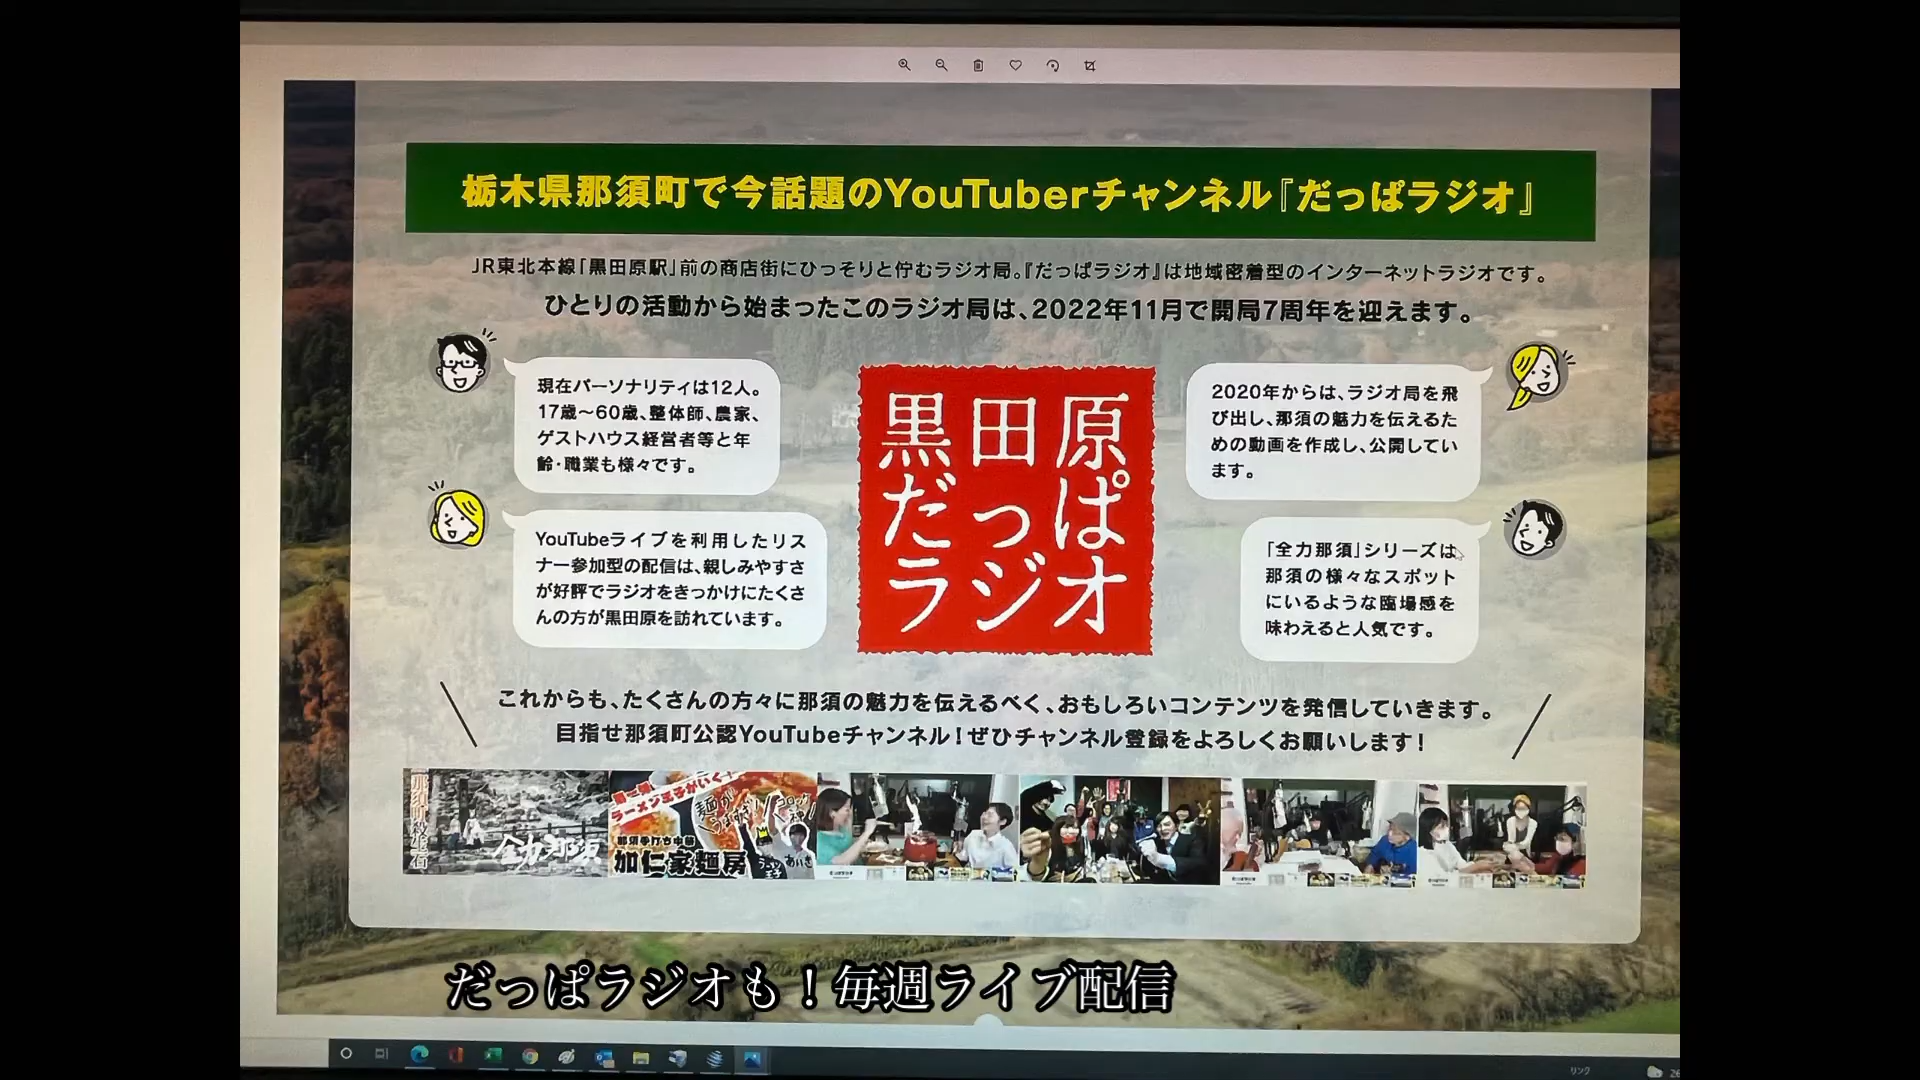 栃木県那須町で今話題のYouTuberチャンネル『だっぱラジオ』
JR東北本線「黒田原駅」前の商店街にひっそりと佇むラジオ局。『だっぱラジオ』は地域密着型のインターネットラジオです。
ひとりの活動から始まったこのラジオ局は、2022年11月で開局7周年を迎えます。
現在パーソナリティは12人。
17歳～60歳、整体師、農家、
ゲストハウス経営者等と年
齢・職業も様々です。
YouTubeライブを利用したリス
ナー参加型の配信は、親しみやすさ
が好評でラジオをきっかけにたくさ
んの方が黒田原を訪れています。
黒田原
だっぱ
ラジオ
2020年からは、ラジオ局を飛
び出し、那須の魅力を伝えるた
めの動画を作成し、公開してい
ます。
「全力那須」シリーズは
那須の様々なスポット
にいるような臨場感を
味わえると人気です。
これからも、たくさんの方々に那須の魅力を伝えるべく、おもしろいコンテンツを発信していきます。
目指せ那須町公認YouTubeチャンネル！ぜひチャンネル登録をよろしくお願いします！
那須町殺生石
全力那須
ラーメン王子がいく
加仁家麺房
だっぱラジオも！毎週ライブ配信
リンク
26